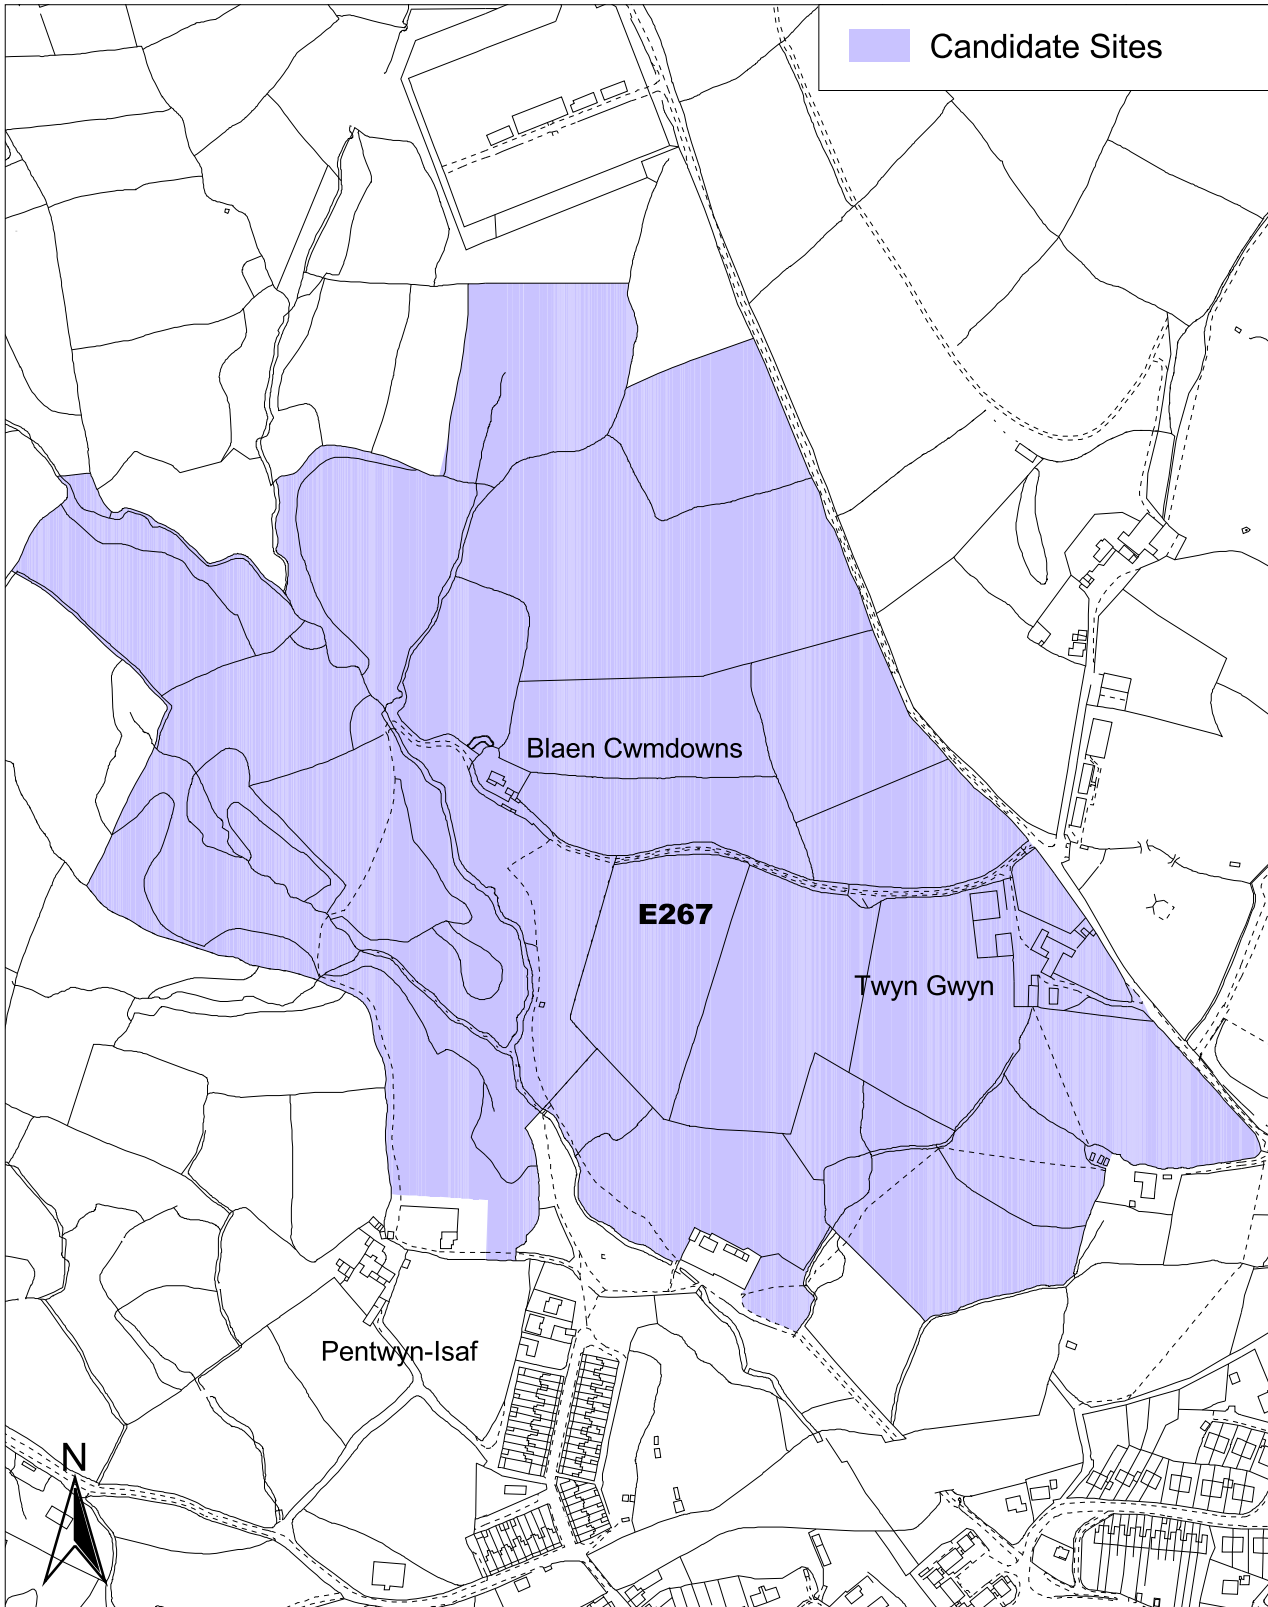 Candidate Sites
Blaen Cwmdowns
E267
Twyn Gwyn
Pentwyn-Isaf
N